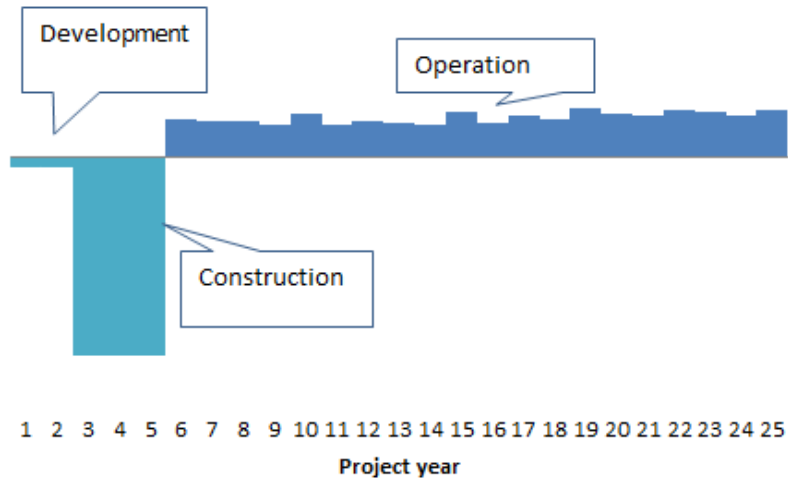 Development
Operation
Construction
1 2 3 4 5 6 7 8 9 10 11 12 13 14 15 16 17 18 19 20 21 22 23 24 25
Project year